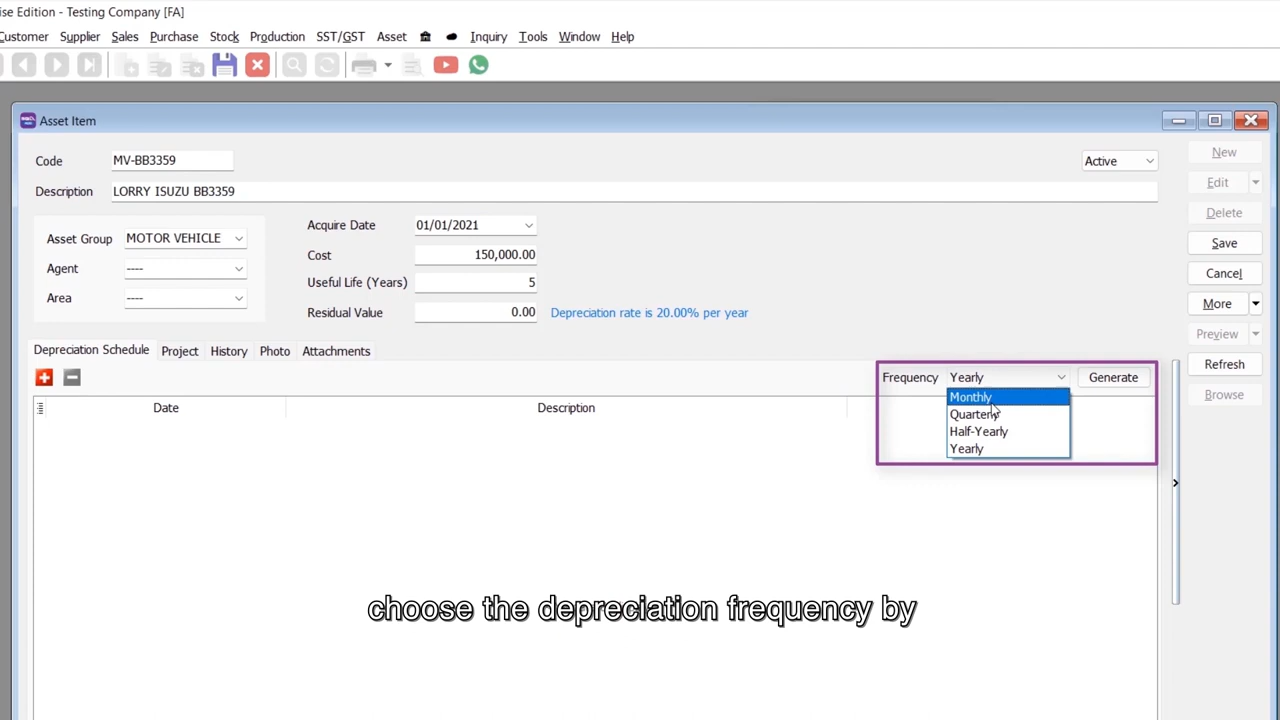 ise Edition - Testing Company [FA]
Customer Supplier Sales Purchase Stock Production SST/GST Asset Inquiry Tools Window Help
Asset Item
Code MV-BB3359 Active New
Description LORRY ISUZU BB3359 Edit
Asset Group MOTOR VEHICLE Acquire Date 01/01/2021 Delete
Agent ---- Cost 150,000.00 Save
Area ---- Useful Life (Years) 5 Cancel
Residual Value 0.00 Depreciation rate is 20.00% per year More
Preview
Depreciation Schedule Project History Photo Attachments Refresh
Frequency Yearly Generate Browse
Date Description
Monthly
Quarterly
Half-Yearly
Yearly
choose the depreciation frequency by